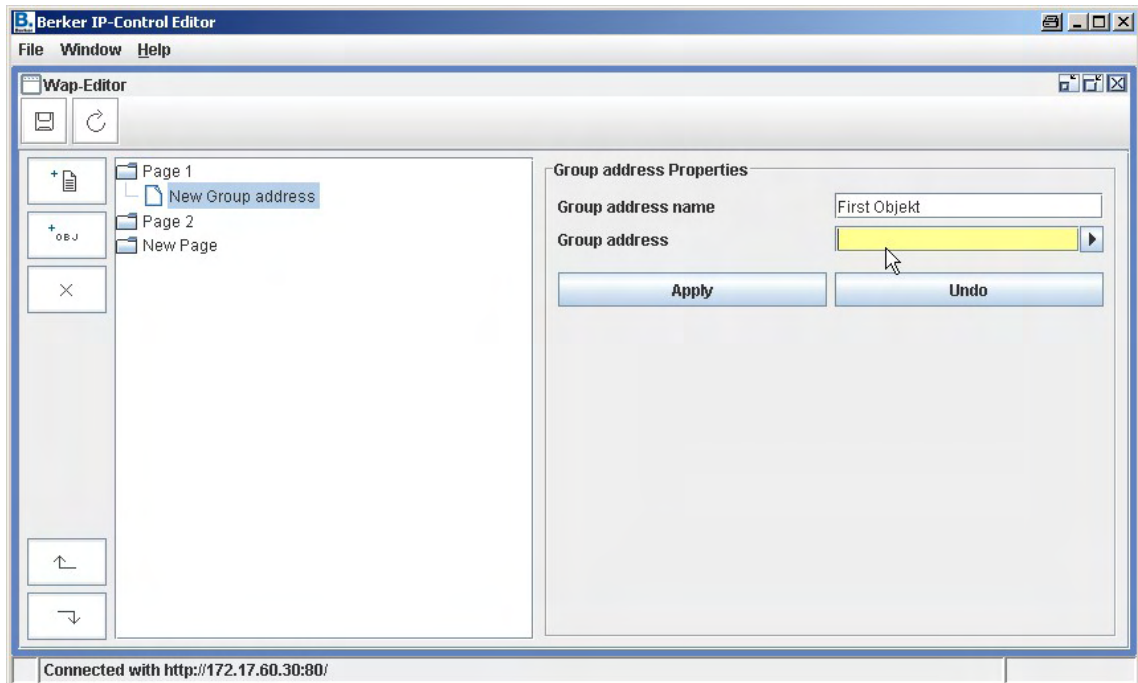 B. Berker IP-Control Editor
File Window Help
Wap-Editor
+OBJ
Page 1
New Group address
Page 2
New Page
Group address Properties
Group address name First Objekt
Group address
Apply Undo
Connected with http://172.17.60.30:80/